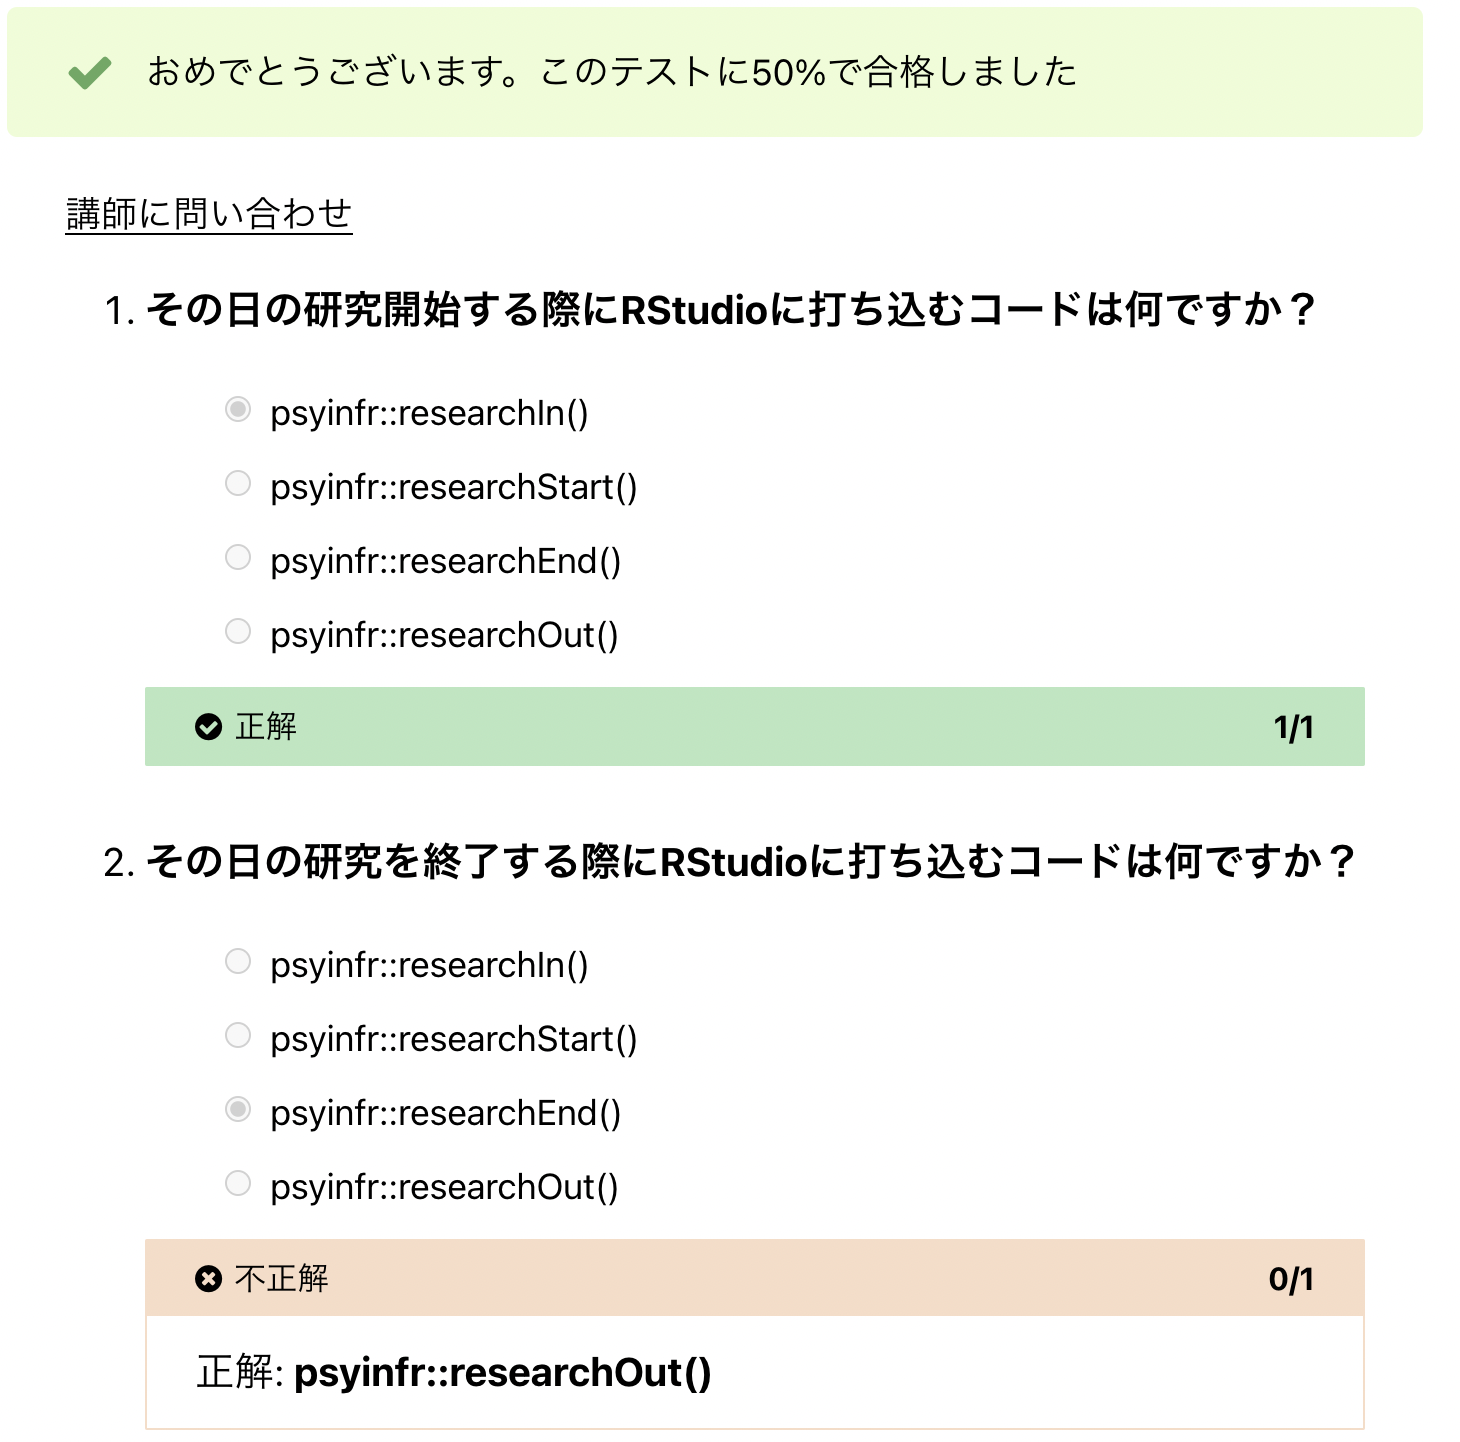 おめでとうございます。このテストに50%で合格しました
講師に問い合わせ
1. その日の研究開始する際にRStudioに打ち込むコードは何ですか？
psyinfr::researchIn()
psyinfr::researchStart()
psyinfr::researchEnd()
psyinfr::researchOut()
正解 1/1
2. その日の研究を終了する際にRStudioに打ち込むコードは何ですか？
psyinfr::researchIn()
psyinfr::researchStart()
psyinfr::researchEnd()
psyinfr::researchOut()
不正解 0/1
正解: psyinfr::researchOut()